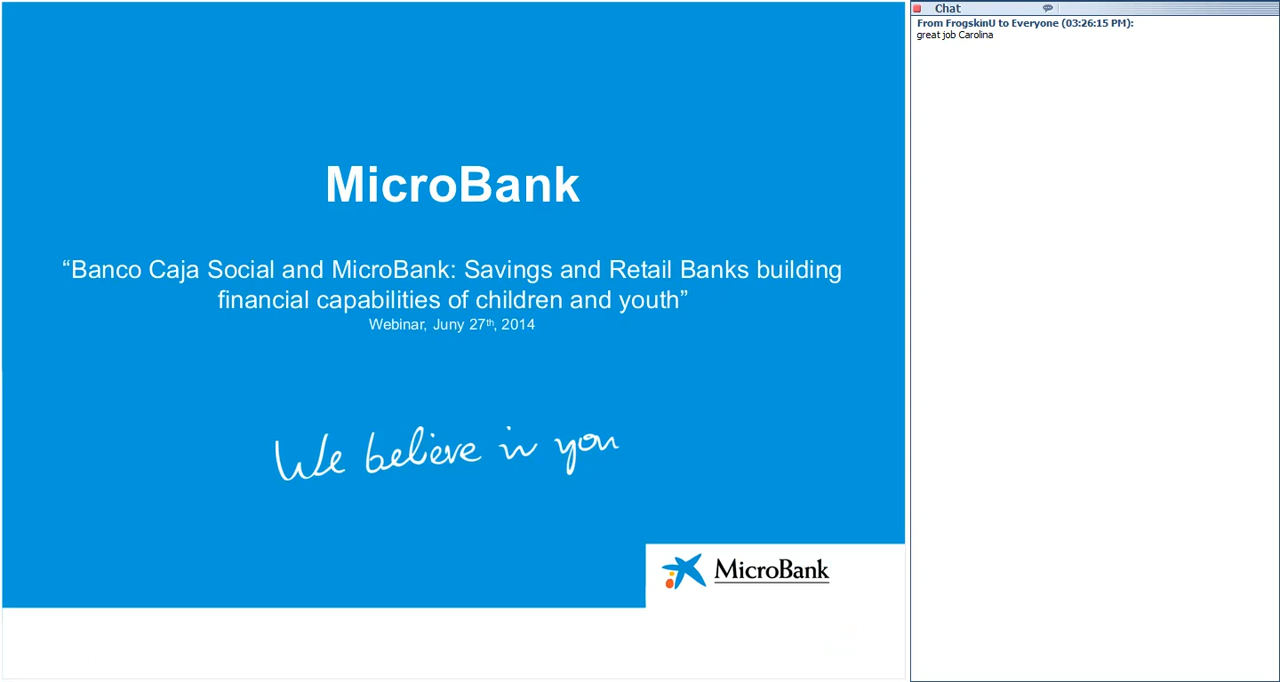 MicroBank
“Banco Caja Social and MicroBank: Savings and Retail Banks building
financial capabilities of children and youth”
Webinar, Juny 27th, 2014
We believe in you
MicroBank
Chat
From FrogskinU to Everyone (03:26:15 PM):
great job Carolina